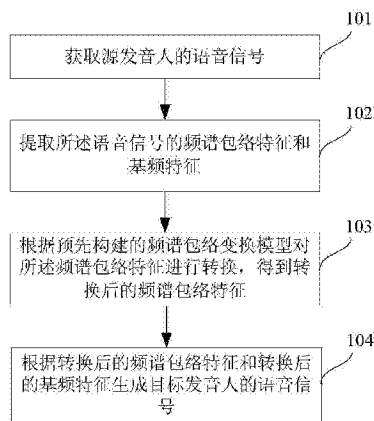 101
获取源发音人的语音信号
102
提取所述语音信号的频谱包络特征和
基频特征
103
根据预先构建的频谱包络变换模型对
所述频谱包络特征进行转换，得到转
换后的频谱包络特征
104
根据转换后的频谱包络特征和转换后
的基频特征生成目标发音人的语音信
号